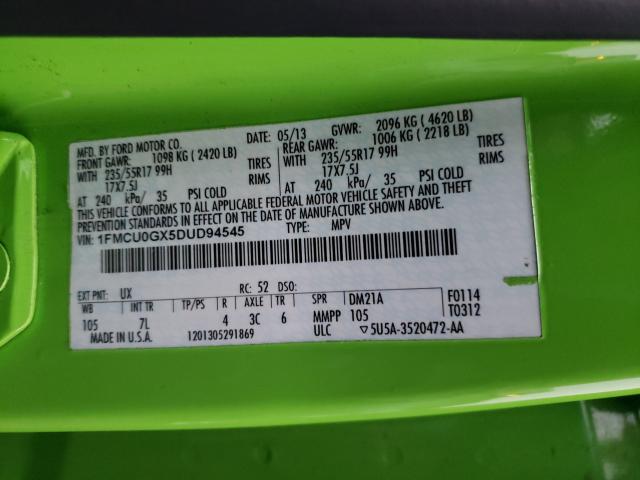 MFD. BY FORD MOTOR CO.
DATE: 05/13 GVWR: 2096 KG ( 4620 LB)
FRONT GAWR: 1098 KG ( 2420 LB) REAR GAWR: 1006 KG ( 2218 LB)
WITH 235/55R17 99H TIRES WITH 235/55R17 99H TIRES
17X7.5J RIMS 17X7.5J RIMS
AT 240 kPa/ 35 PSI COLD AT 240 kPa/ 35 PSI COLD
THIS VEHICLE CONFORMS TO ALL APPLICABLE FEDERAL MOTOR VEHICLE SAFETY AND THEFT
PREVENTION STANDARDS IN EFFECT ON THE DATE OF MANUFACTURE SHOWN ABOVE.
VIN: 1FMCU0GX5DUD94545 TYPE: MPV
EXT PNT: UX RC: 52 DSO:
WB INT TR TP/PS R AXLE TR SPR DM21A F0114
105 7L 4 3C 6 MMPP 105 T0312
MADE IN U.S.A. 1201305291869 ULC ▽5U5A-3520472-AA